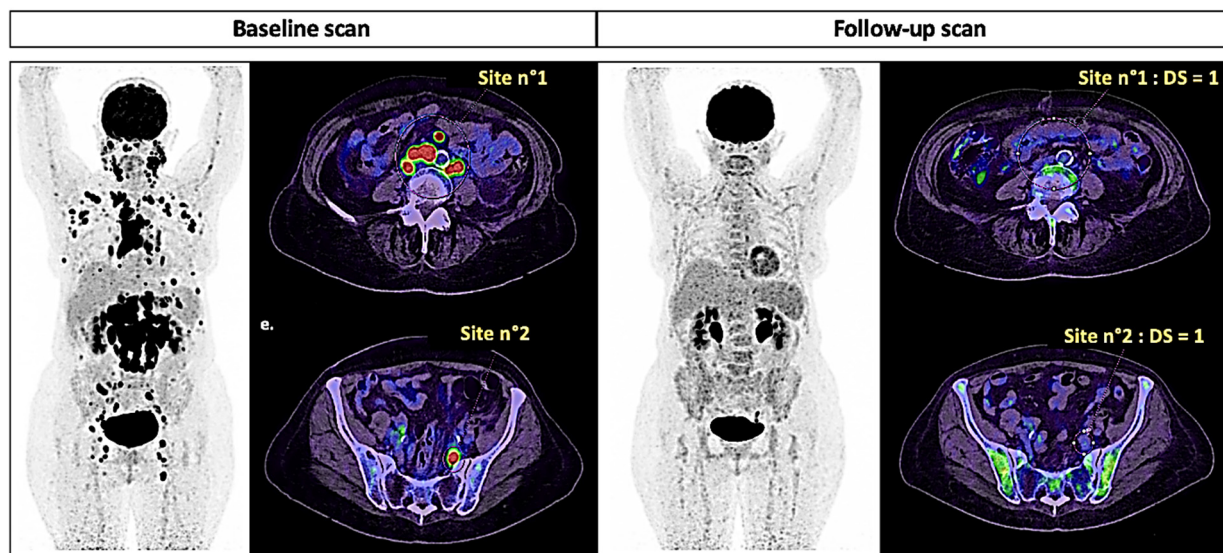 Baseline scan
Follow-up scan
Site n°1
Site n°1 : DS = 1
e.
Site n°2
Site n°2 : DS = 1